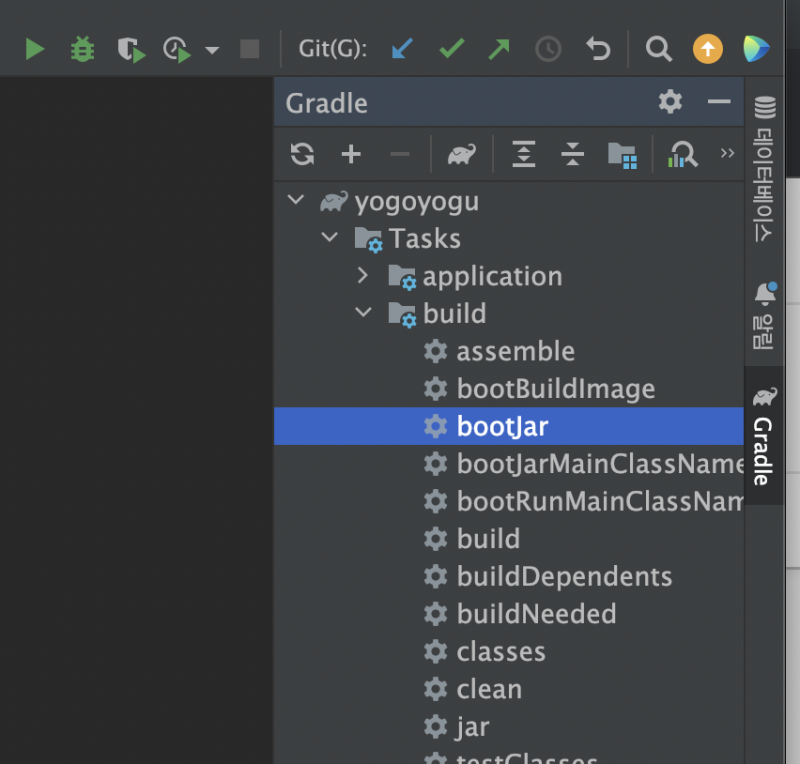 Git(G):
Gradle
yogoyogu
Tasks
application
build
assemble
bootBuildImage
bootJar
bootJarMainClassName
bootRunMainClassNam
build
buildDependents
buildNeeded
classes
clean
jar
testClasses
데이터베이스
알림
Gradle